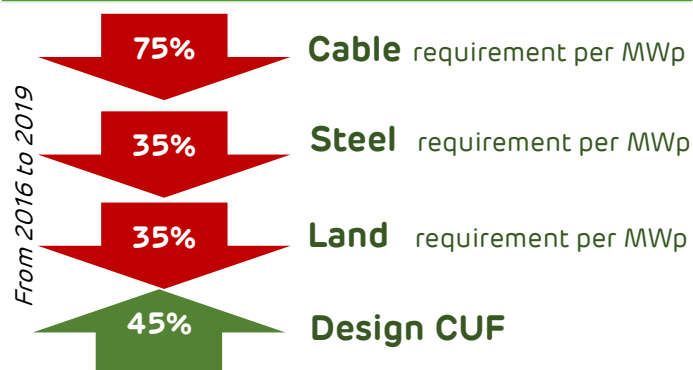 From 2016 to 2019
75% Cable requirement per MWp
35% Steel requirement per MWp
35% Land requirement per MWp
45% Design CUF